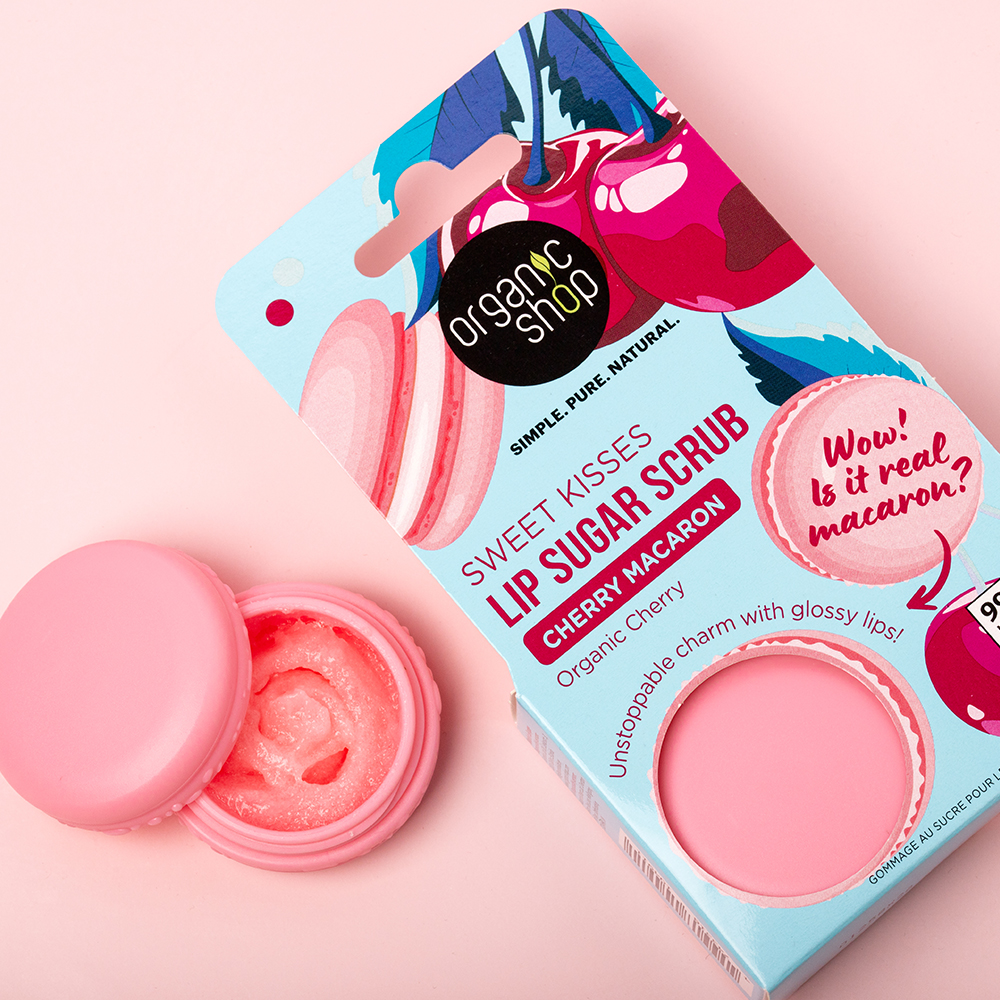 organic
shop
SIMPLE. PURE. NATURAL.
SWEET KISSES
LIP SUGAR SCRUB
CHERRY MACARON
Organic Cherry
Wow!
Is it real
macaron?
Unstoppable charm with glossy lips!
GOMMAGE AU SUCRE POUR